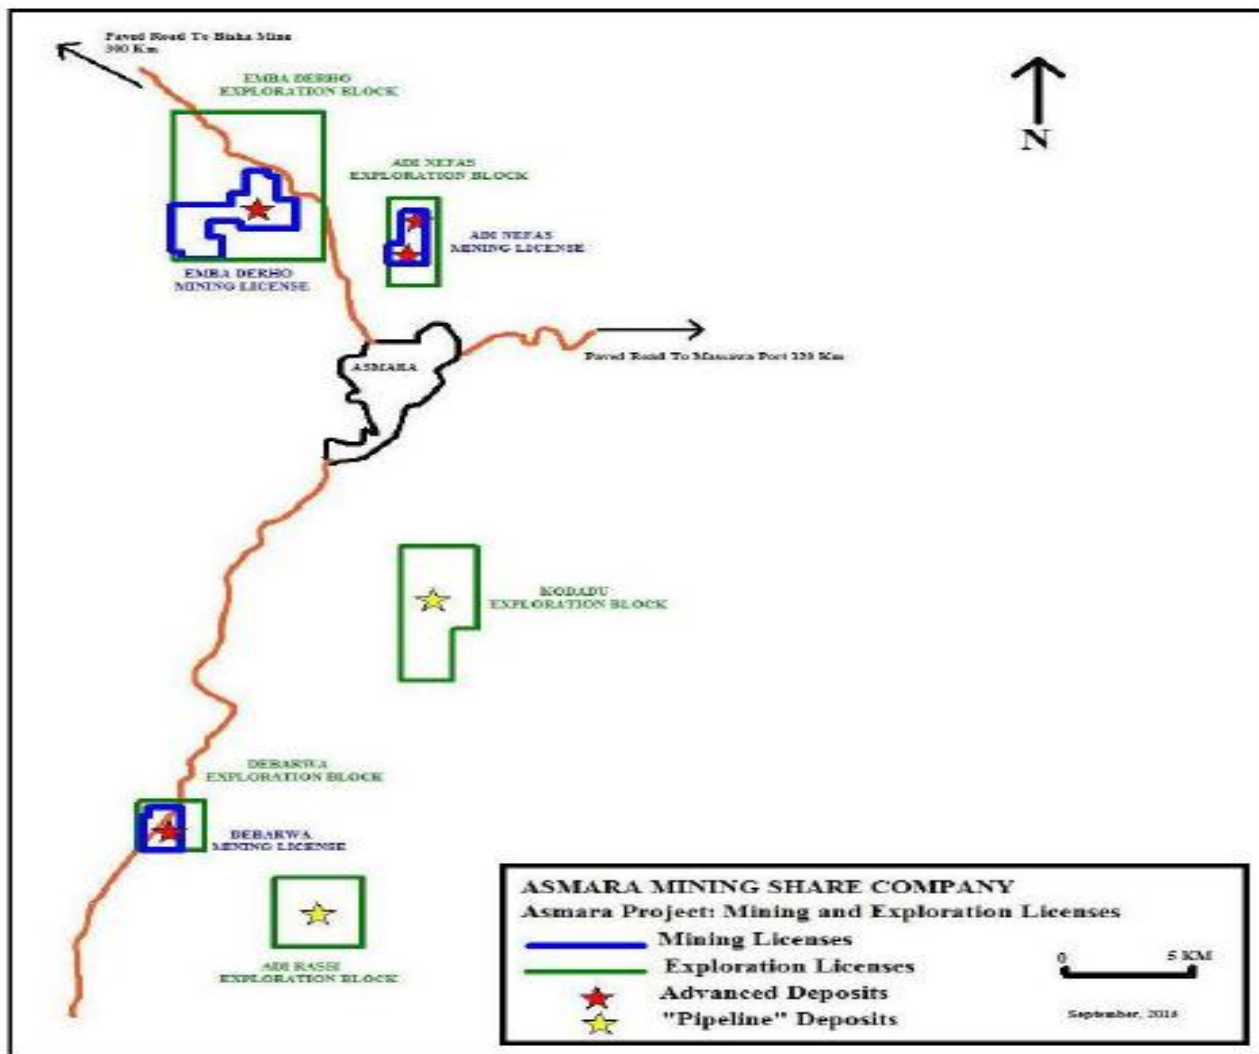 Paved Road To Bisha Mine
300 Km
EMBA DERHO
EXPLORATION BLOCK
N
ADI NEFAS
EXPLORATION BLOCK
ADI NEFAS
MINING LICENSE
EMBA DERHO
MINING LICENSE
ASMARA
Paved Road To Massawa Port 120 Km
KODADU
EXPLORATION BLOCK
DEBARWA
EXPLORATION BLOCK
DEBARWA
MINING LICENSE
ADI RASSI
EXPLORATION BLOCK
ASMARA MINING SHARE COMPANY
Asmara Project: Mining and Exploration Licenses
Mining Licenses
Exploration Licenses
Advanced Deposits
"Pipeline" Deposits
0 5 KM
September,